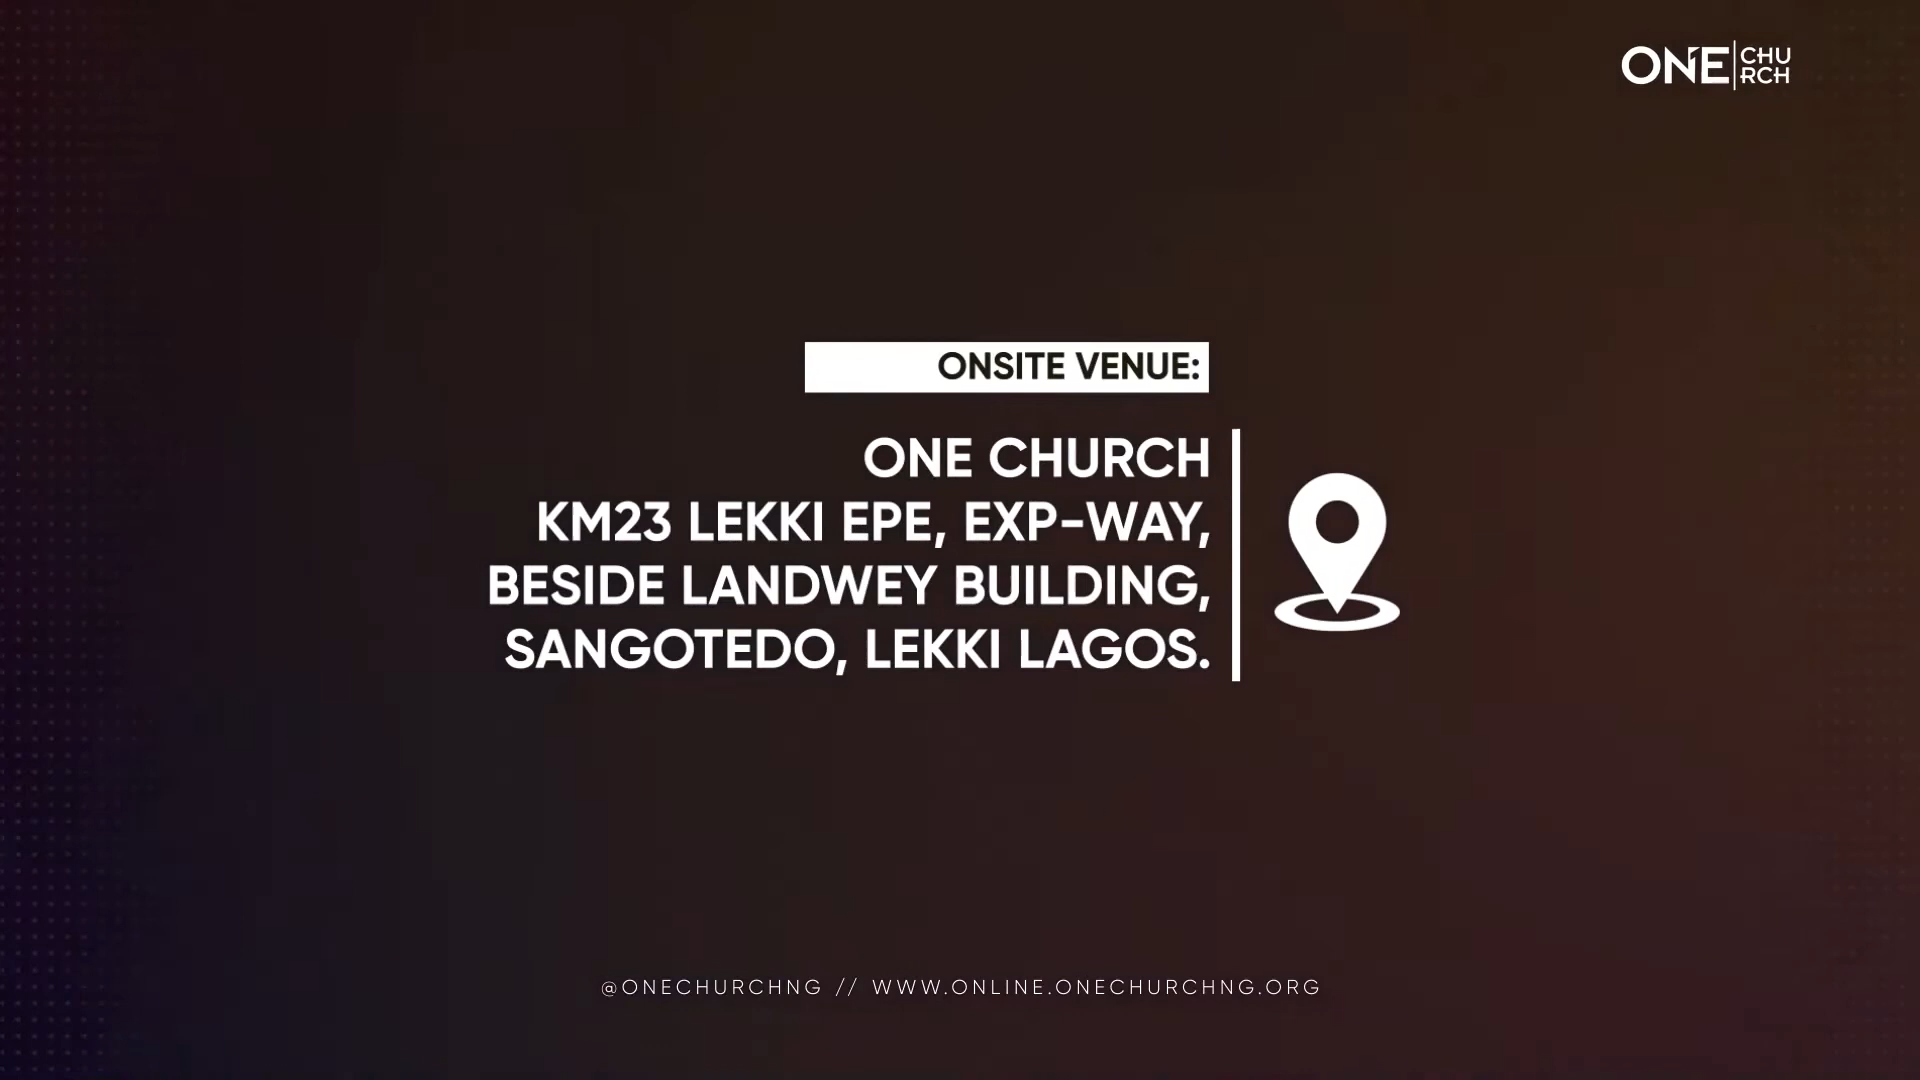 ONE CHU
RCH
ONSITE VENUE:
ONE CHURCH
KM23 LEKKI EPE, EXP-WAY,
BESIDE LANDWEY BUILDING,
SANGOTEDO, LEKKI LAGOS.
@ONECHURCHNG // WWW.ONLINE.ONECHURCHNG.ORG